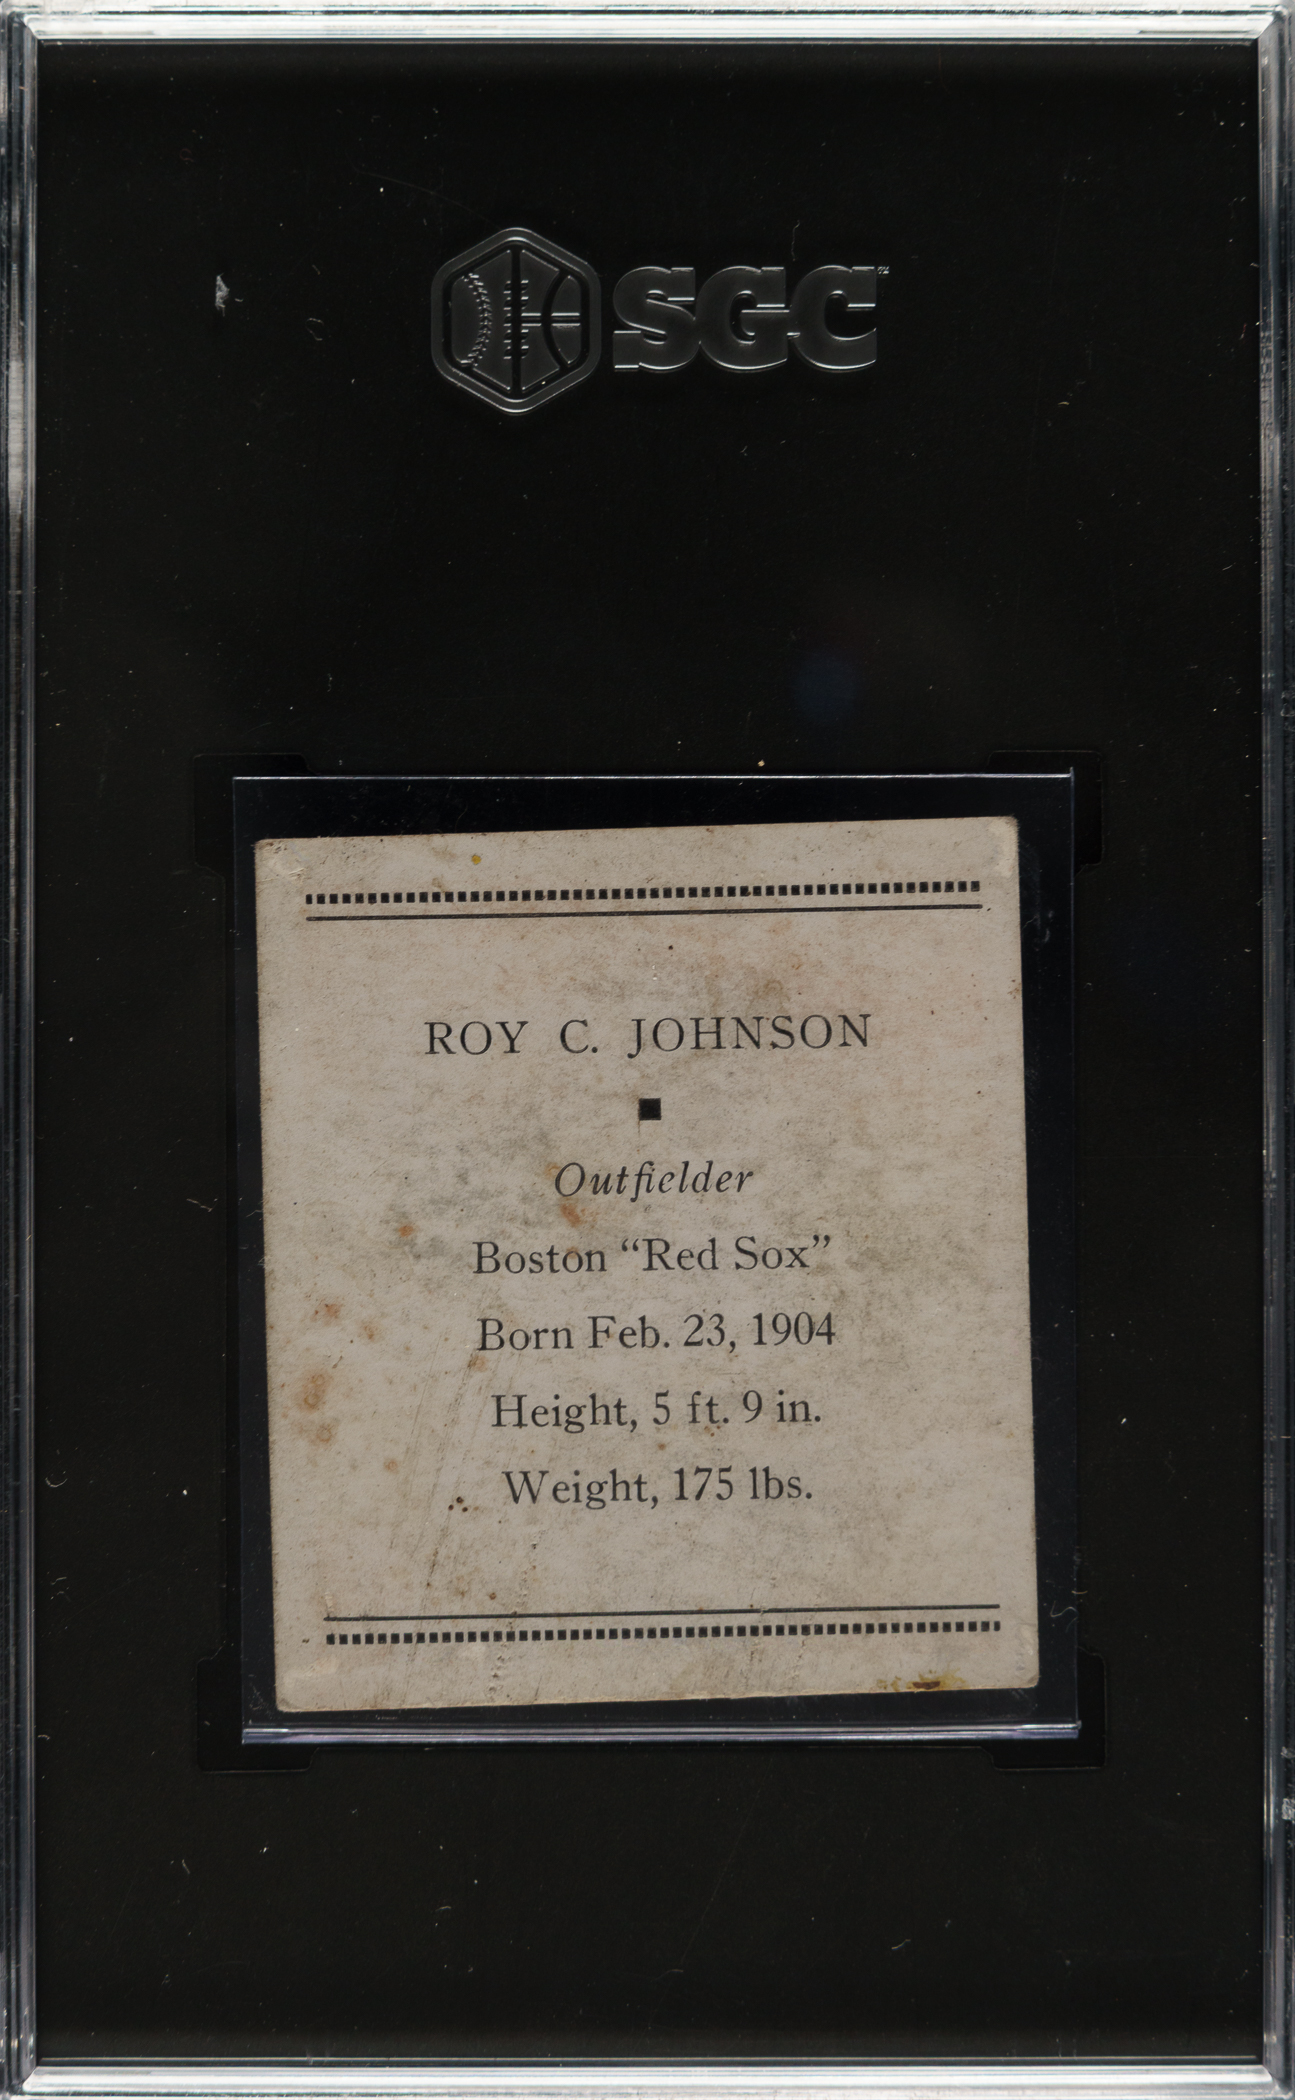 SGC
ROY C. JOHNSON
Outfielder
Boston “Red Sox”
Born Feb. 23, 1904
Height, 5 ft. 9 in.
Weight, 175 lbs.